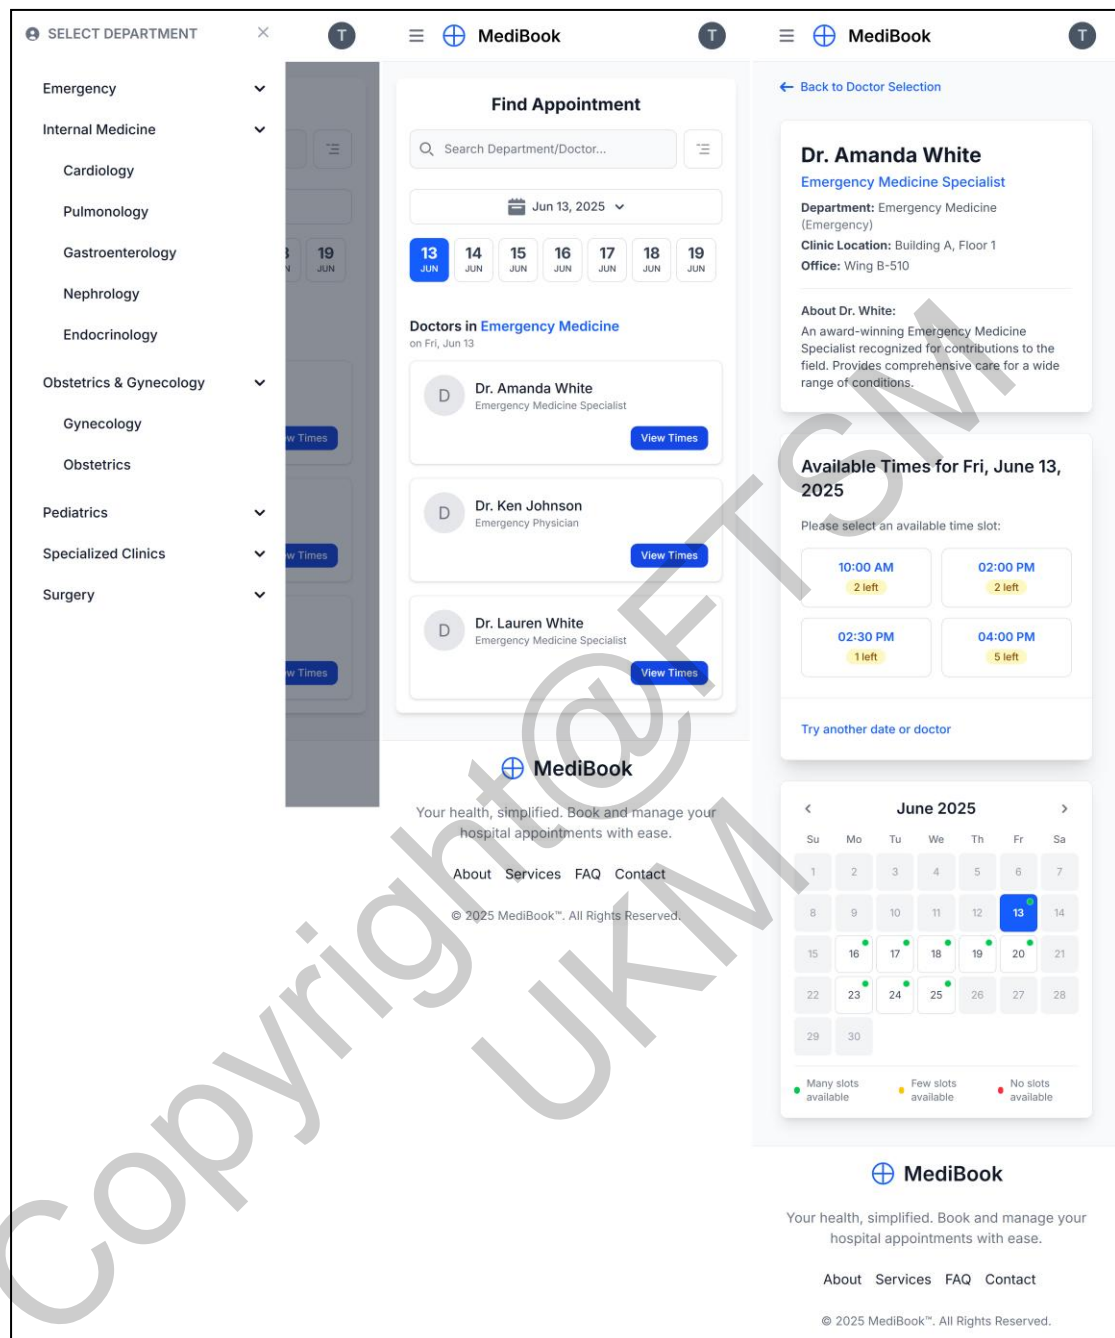 SELECT DEPARTMENT
T
Emergency
Internal Medicine
Cardiology
Pulmonology
Gastroenterology
Nephrology
Endocrinology
Obstetrics & Gynecology
Gynecology
Obstetrics
Pediatrics
Specialized Clinics
Surgery
19
JUN
w Times
w Times
w Times
MediBook
T
Find Appointment
Search Department/Doctor...
Jun 13, 2025
13 14 15 16 17 18 19
JUN JUN JUN JUN JUN JUN JUN
Doctors in Emergency Medicine
on Fri, Jun 13
D
Dr. Amanda White
Emergency Medicine Specialist
View Times
D
Dr. Ken Johnson
Emergency Physician
View Times
D
Dr. Lauren White
Emergency Medicine Specialist
View Times
MediBook
Your health, simplified. Book and manage your
hospital appointments with ease.
About Services FAQ Contact
© 2025 MediBook™. All Rights Reserved.
MediBook
T
Back to Doctor Selection
Dr. Amanda White
Emergency Medicine Specialist
Department: Emergency Medicine
(Emergency)
Clinic Location: Building A, Floor 1
Office: Wing B-510
About Dr. White:
An award-winning Emergency Medicine
Specialist recognized for contributions to the
field. Provides comprehensive care for a wide
range of conditions.
Available Times for Fri, June 13,
2025
Please select an available time slot:
10:00 AM 02:00 PM
2 left 2 left
02:30 PM 04:00 PM
1 left 5 left
Try another date or doctor
June 2025
Su Mo Tu We Th Fr Sa
1 2 3 4 5 6 7
8 9 10 11 12 13 14
15 16 17 18 19 20 21
22 23 24 25 26 27 28
29 30
Many slots Few slots No slots
available available available
MediBook
Your health, simplified. Book and manage your
hospital appointments with ease.
About Services FAQ Contact
© 2025 MediBook™. All Rights Reserved.
Copyright@FTSM
UKM